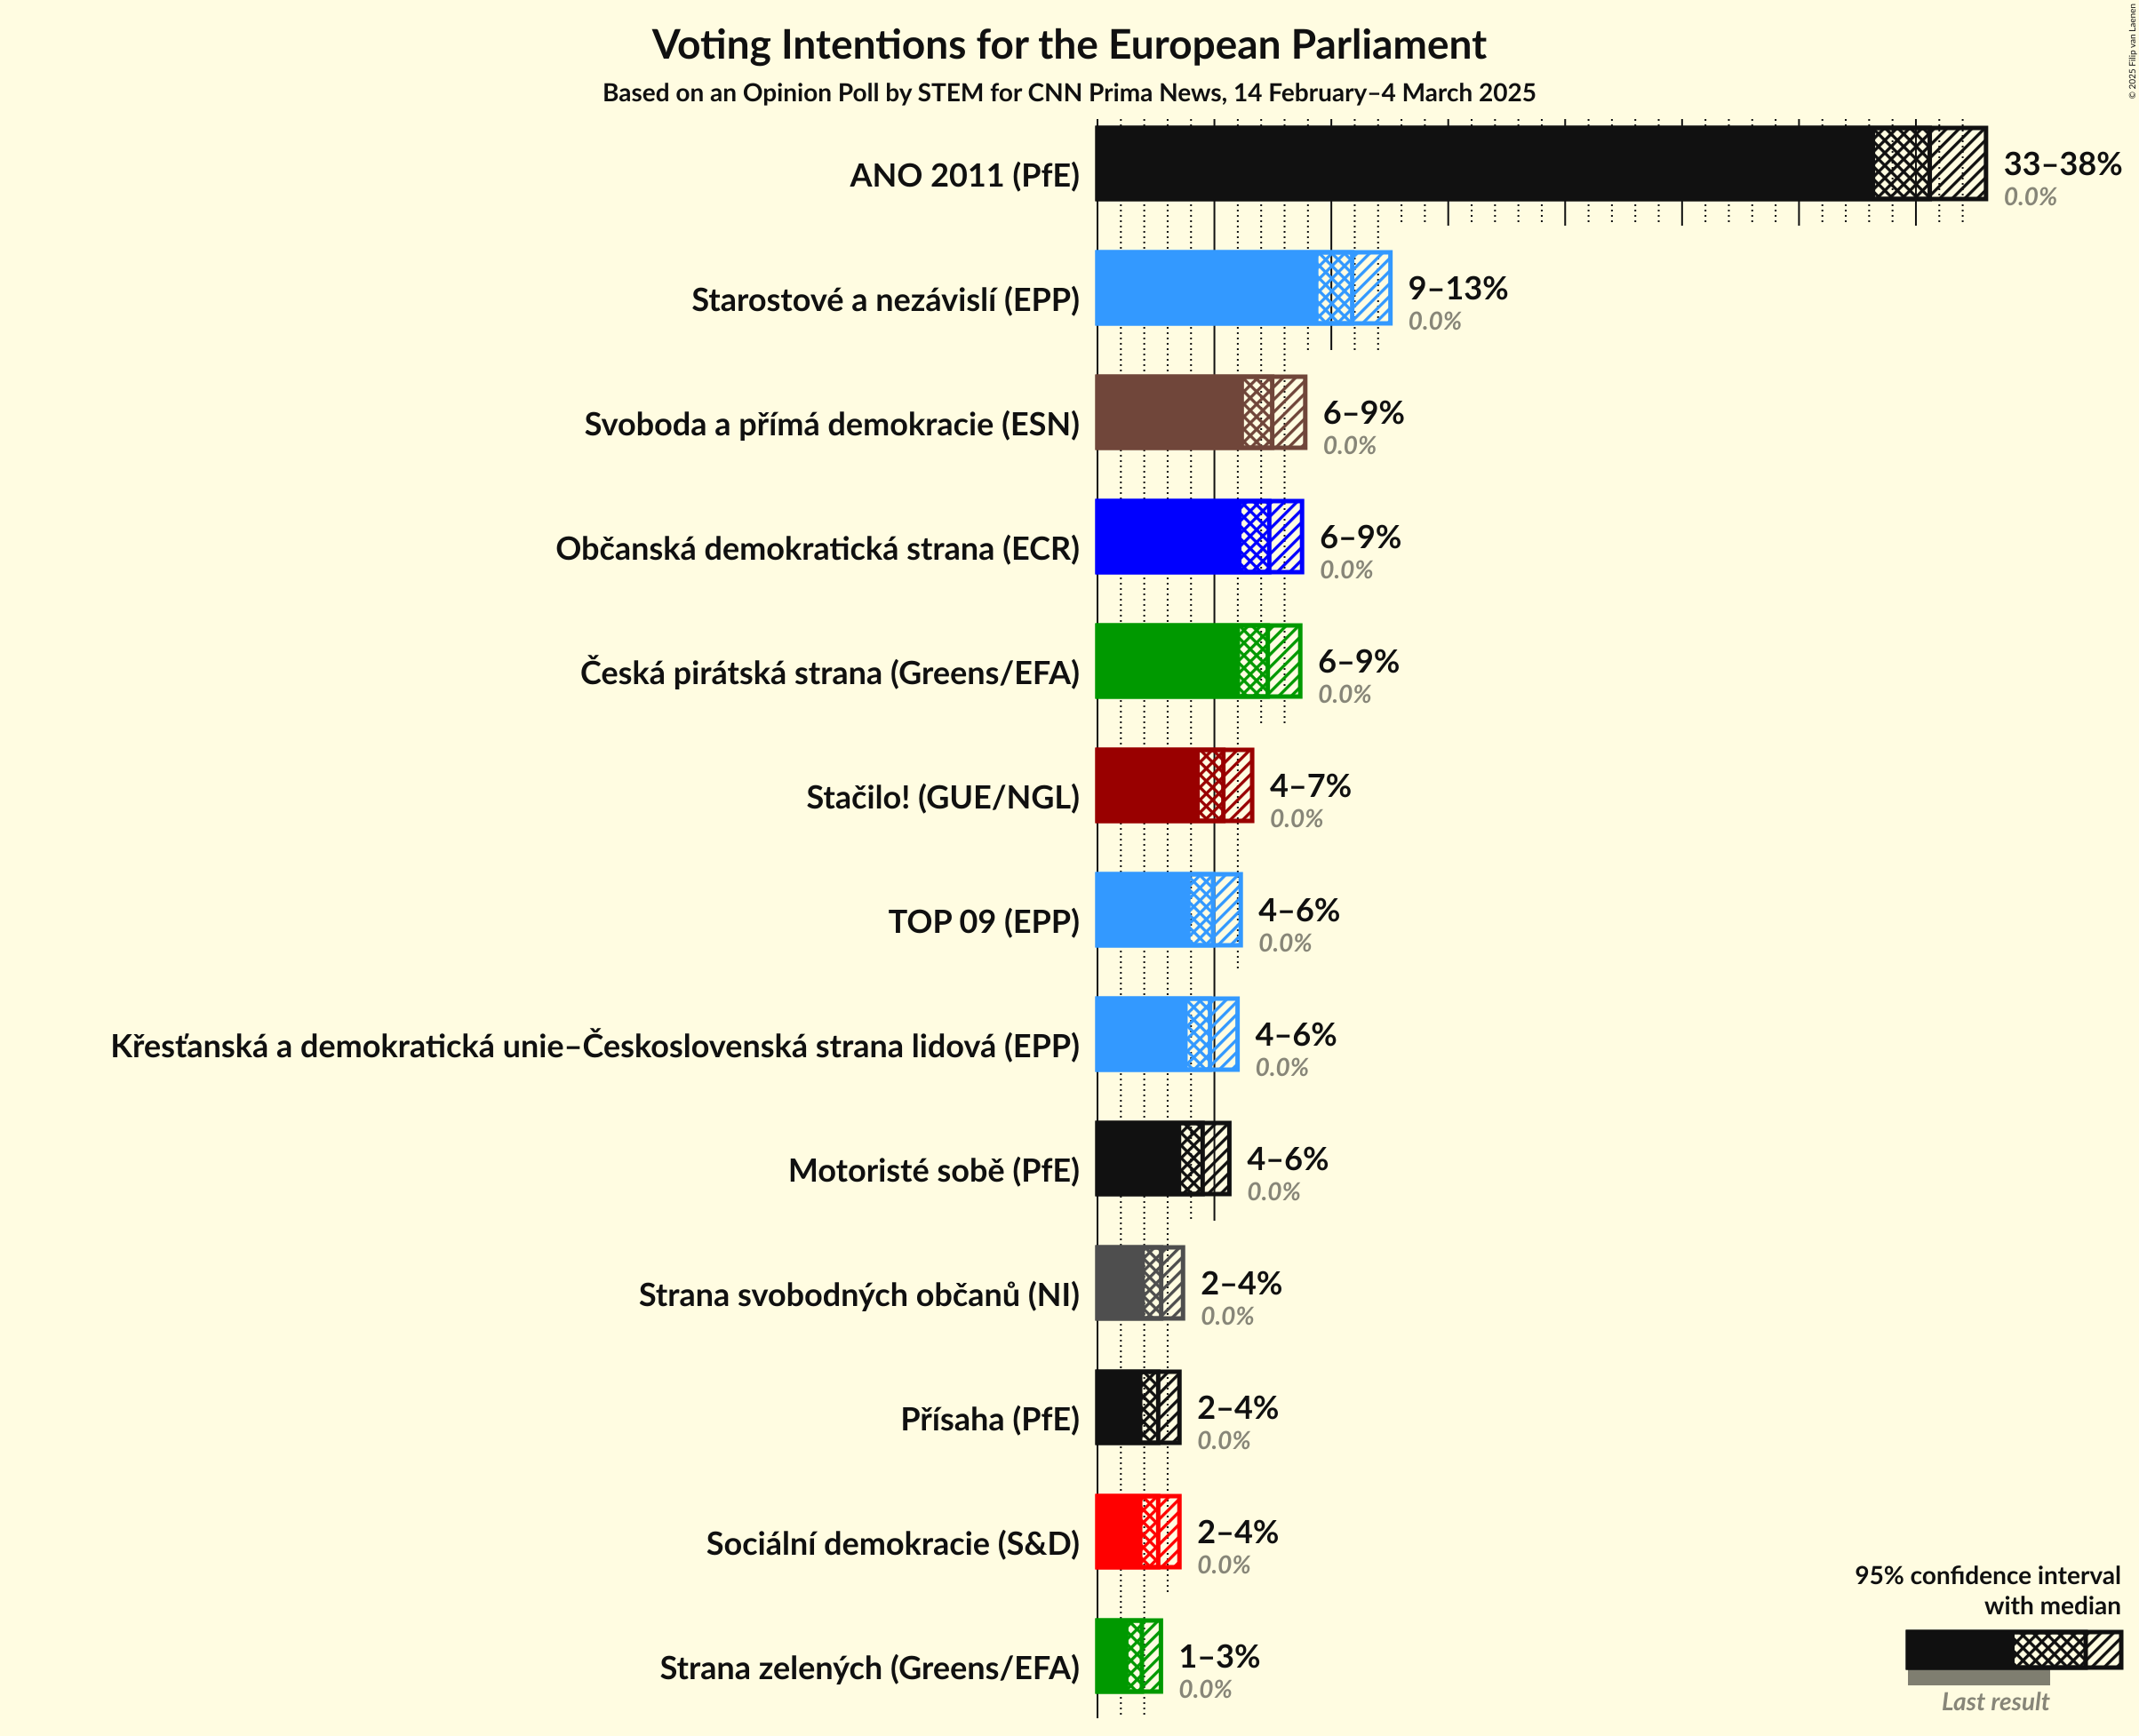 Voting Intentions for the European Parliament
Based on an Opinion Poll by STEM for CNN Prima News, 14 February–4 March 2025
© 2025 Filip van Laenen
ANO 2011 (PfE)
33–38%
0.0%
Starostové a nezávislí (EPP)
9–13%
0.0%
Svoboda a přímá demokracie (ESN)
6–9%
0.0%
Občanská demokratická strana (ECR)
6–9%
0.0%
Česká pirátská strana (Greens/EFA)
6–9%
0.0%
Stačilo! (GUE/NGL)
4–7%
0.0%
TOP 09 (EPP)
4–6%
0.0%
Křesťanská a demokratická unie–Československá strana lidová (EPP)
4–6%
0.0%
Motoristé sobě (PfE)
4–6%
0.0%
Strana svobodných občanů (NI)
2–4%
0.0%
Přísaha (PfE)
2–4%
0.0%
Sociální demokracie (S&D)
2–4%
0.0%
Strana zelených (Greens/EFA)
1–3%
0.0%
95% confidence interval
with median
Last result